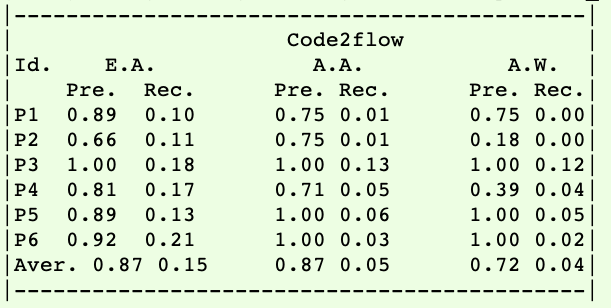 |--------------------------------------------|
| Code2flow |
|Id. E.A. A.A. A.W. |
| Pre. Rec. Pre. Rec. Pre. Rec.|
|P1 0.89 0.10 0.75 0.01 0.75 0.00|
|P2 0.66 0.11 0.75 0.01 0.18 0.00|
|P3 1.00 0.18 1.00 0.13 1.00 0.12|
|P4 0.81 0.17 0.71 0.05 0.39 0.04|
|P5 0.89 0.13 1.00 0.06 1.00 0.05|
|P6 0.92 0.21 1.00 0.03 1.00 0.02|
|Aver. 0.87 0.15 0.87 0.05 0.72 0.04|
|--------------------------------------------|